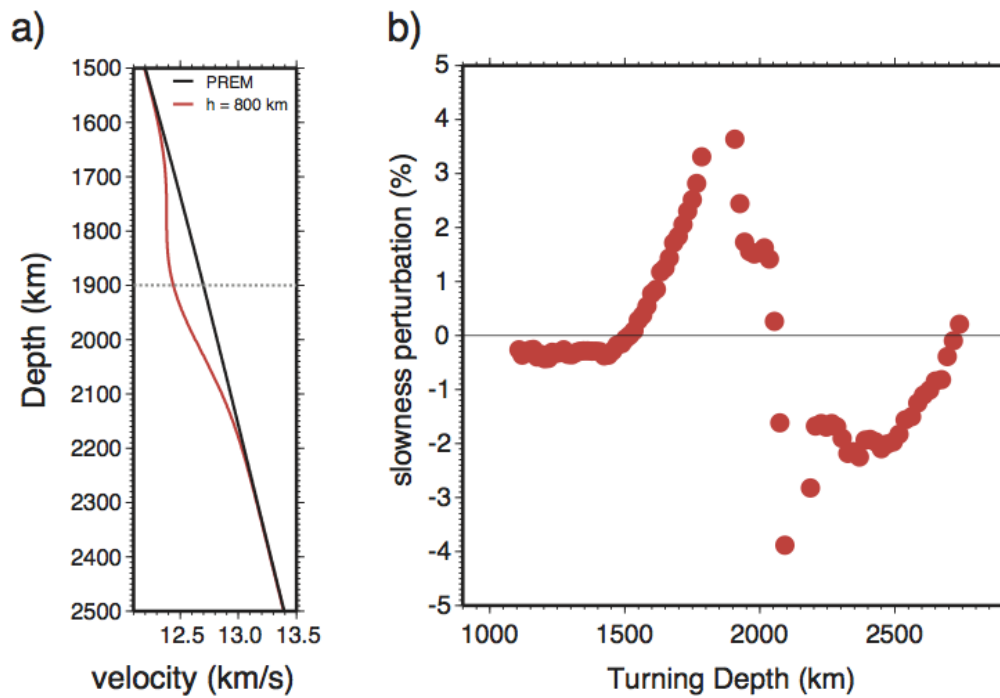 a)
PREM
h = 800 km
1500
1600
1700
1800
1900
2000
2100
2200
2300
2400
2500
Depth (km)
12.5 13.0 13.5
velocity (km/s)
b)
5
4
3
2
1
0
-1
-2
-3
-4
-5
slowness perturbation (%)
1000 1500 2000 2500
Turning Depth (km)